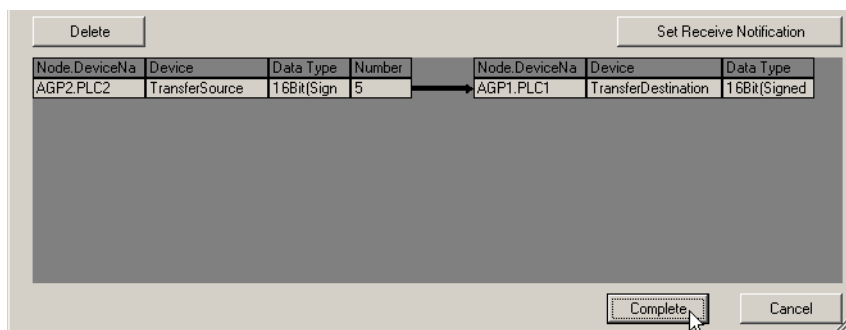 Delete Set Receive Notification
Node.DeviceNa Device Data Type Number Node.DeviceNa Device Data Type
AGP2.PLC2 TransferSource 16Bit(Sign 5 AGP1.PLC1 TransferDestination 16Bit(Signed
Complete Cancel